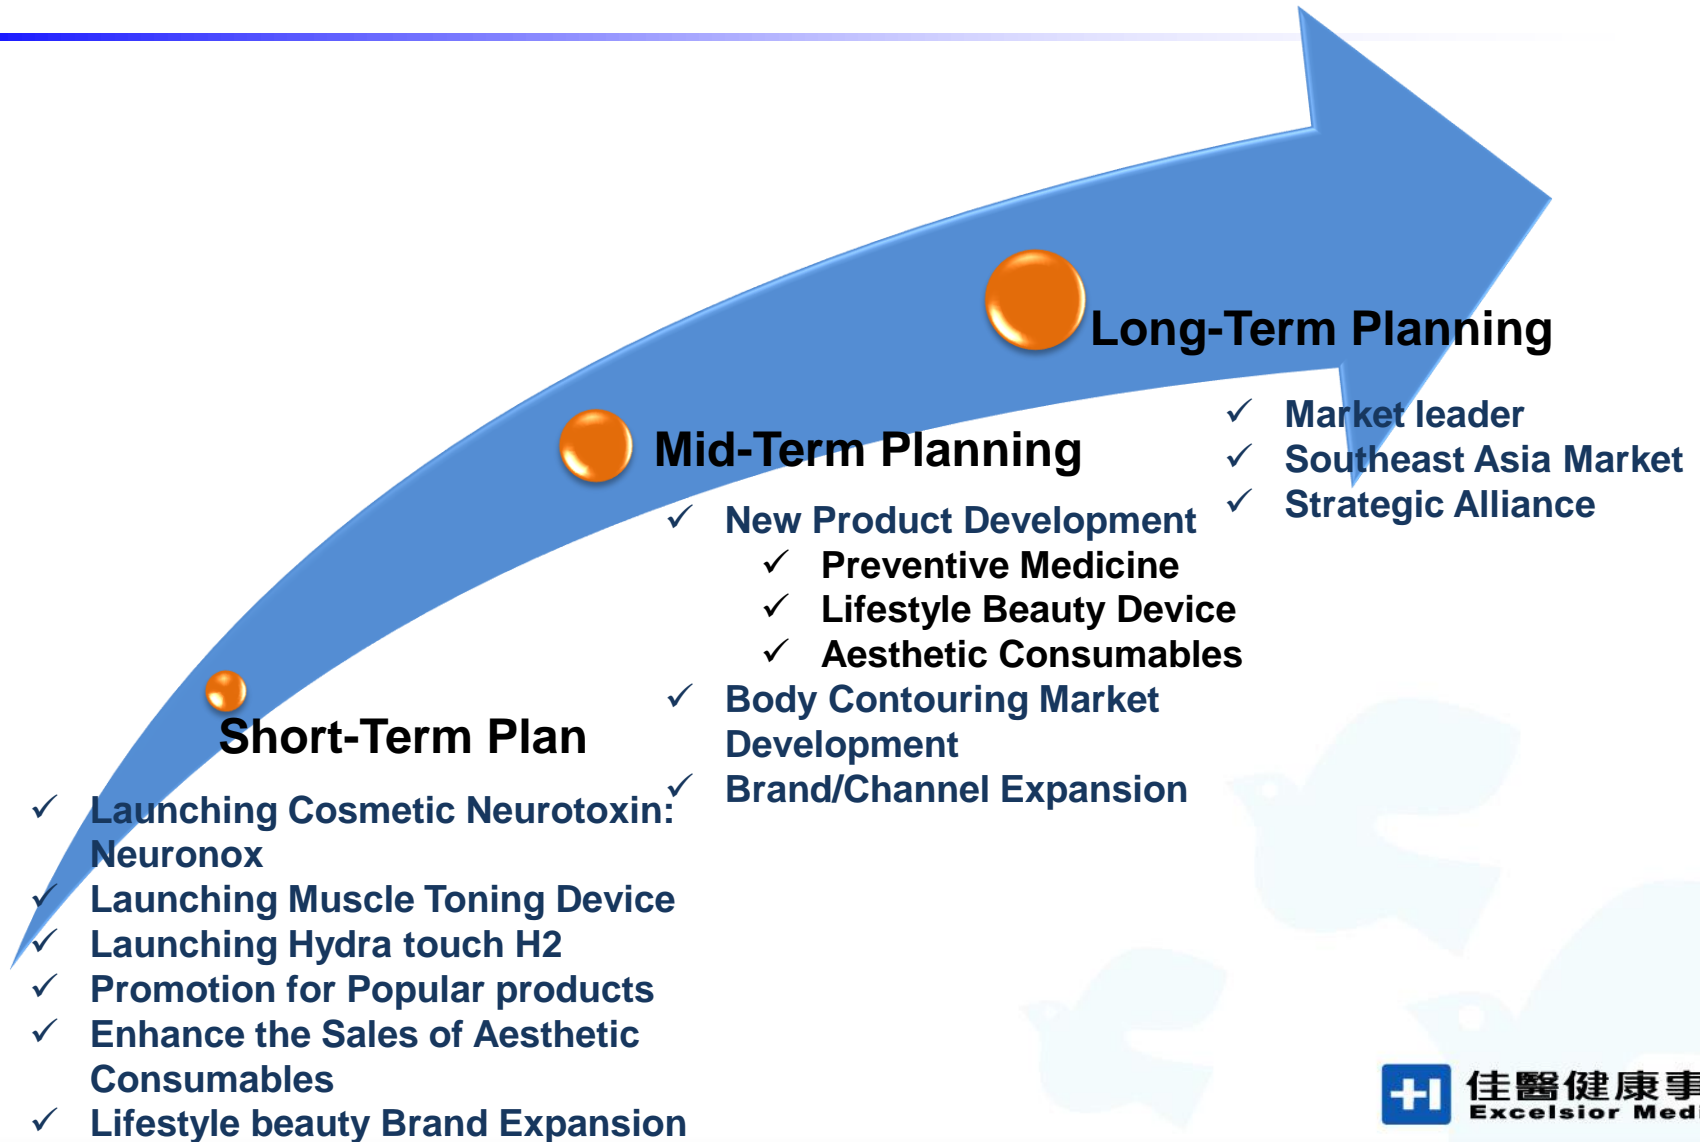 Short-Term Plan
✓ Launching Cosmetic Neurotoxin:
Neuronox
✓ Launching Muscle Toning Device
✓ Launching Hydra touch H2
✓ Promotion for Popular products
✓ Enhance the Sales of Aesthetic
Consumables
✓ Lifestyle beauty Brand Expansion
Mid-Term Planning
✓ New Product Development
✓ Preventive Medicine
✓ Lifestyle Beauty Device
✓ Aesthetic Consumables
✓ Body Contouring Market
Development
✓ Brand/Channel Expansion
Long-Term Planning
✓ Market leader
✓ Southeast Asia Market
✓ Strategic Alliance
佳醫健康事
Excelsior Medi